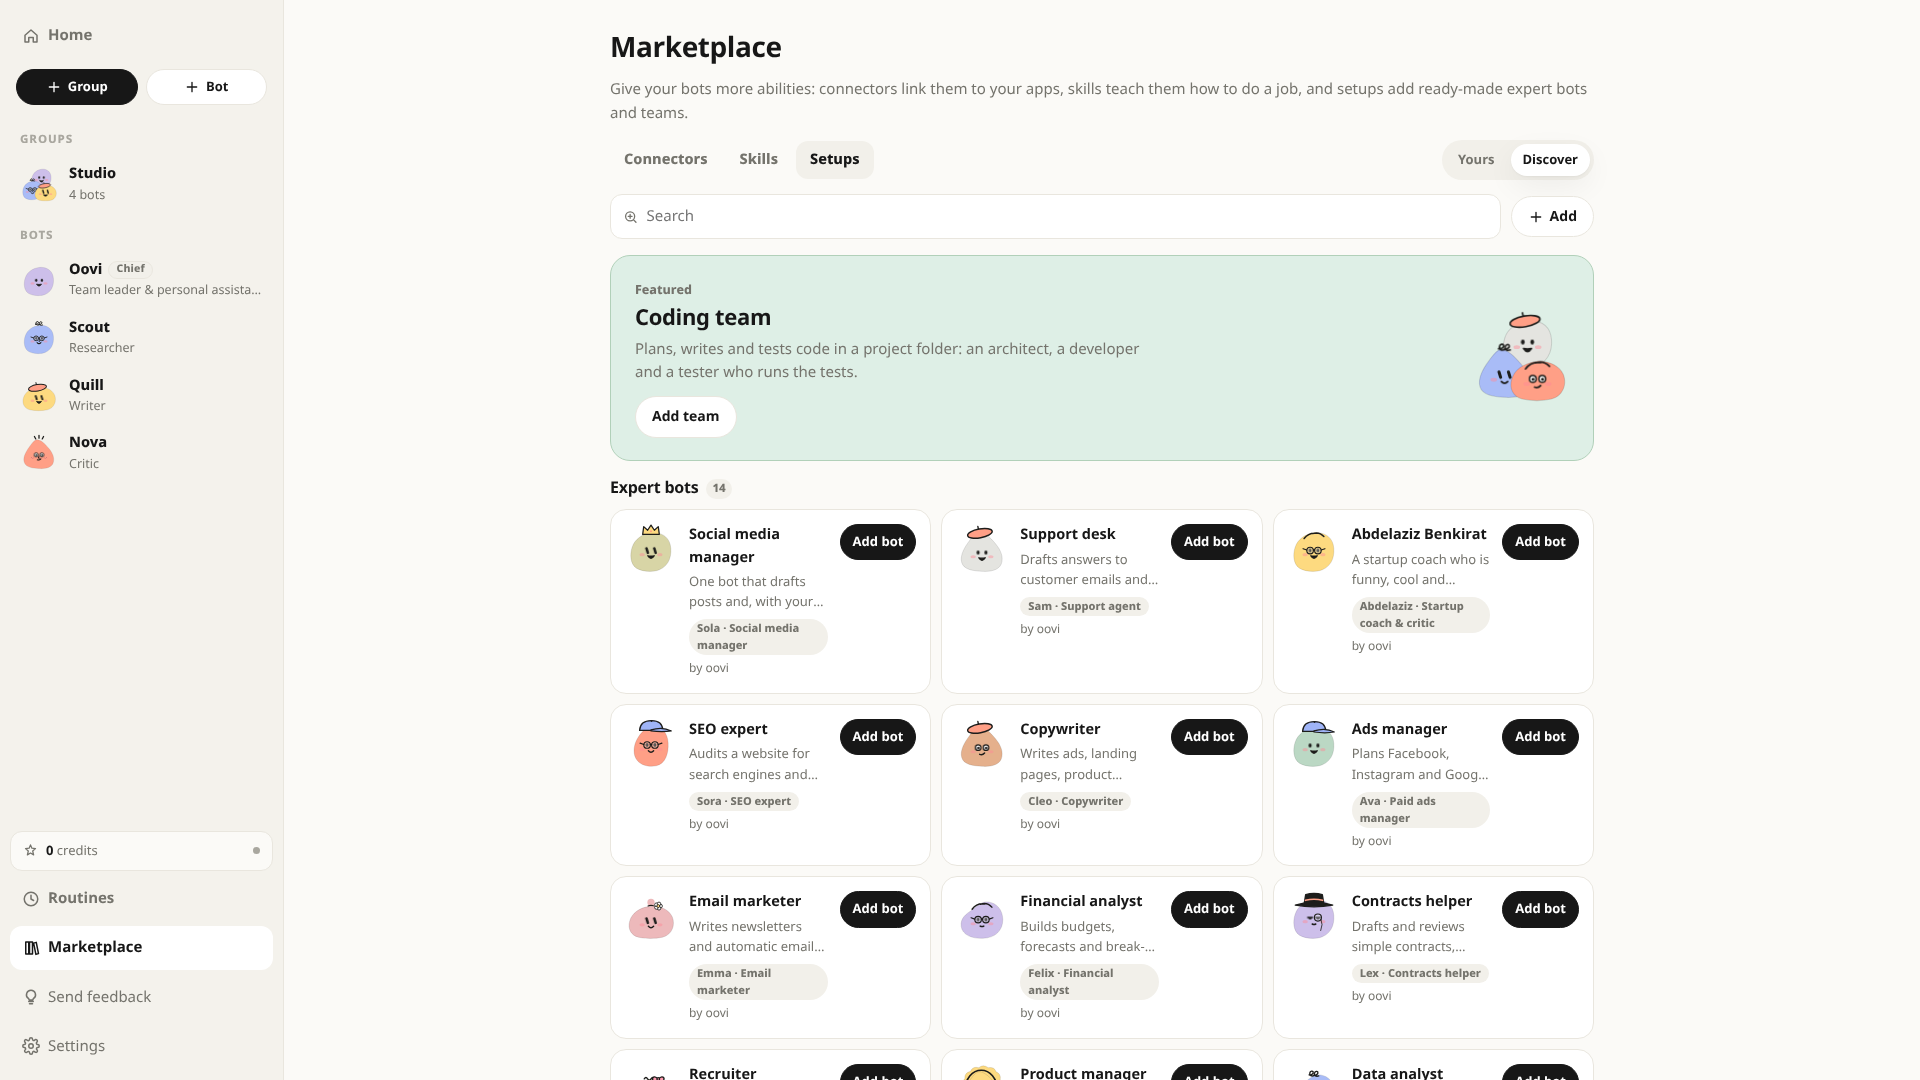 Home
Group
Bot
GROUPS
Studio
4 bots
BOTS
Oovi Chief
Team leader & personal assista...
Scout
Researcher
Quill
Writer
Nova
Critic
0 credits
Routines
Marketplace
Send feedback
Settings
Marketplace
Give your bots more abilities: connectors link them to your apps, skills teach them how to do a job, and setups add ready-made expert bots
and teams.
Connectors Skills Setups
Yours Discover
Search
Add
Featured
Coding team
Plans, writes and tests code in a project folder: an architect, a developer
and a tester who runs the tests.
Add team
Expert bots 14
Social media
manager
Add bot
One bot that drafts
posts and, with your...
Sola · Social media
manager
by oovi
Support desk
Add bot
Drafts answers to
customer emails and...
Sam · Support agent
by oovi
Abdelaziz Benkirat
Add bot
A startup coach who is
funny, cool and...
Abdelaziz · Startup
coach & critic
by oovi
SEO expert
Add bot
Audits a website for
search engines and...
Sora · SEO expert
by oovi
Copywriter
Add bot
Writes ads, landing
pages, product...
Cleo · Copywriter
by oovi
Ads manager
Add bot
Plans Facebook,
Instagram and Goog...
Ava · Paid ads
manager
by oovi
Email marketer
Add bot
Writes newsletters
and automatic email...
Emma · Email
marketer
by oovi
Financial analyst
Add bot
Builds budgets,
forecasts and break-...
Felix · Financial
analyst
by oovi
Contracts helper
Add bot
Drafts and reviews
simple contracts,...
Lex · Contracts helper
by oovi
Recruiter
Add bot
Product manager
Add bot
Data analyst
Add bot